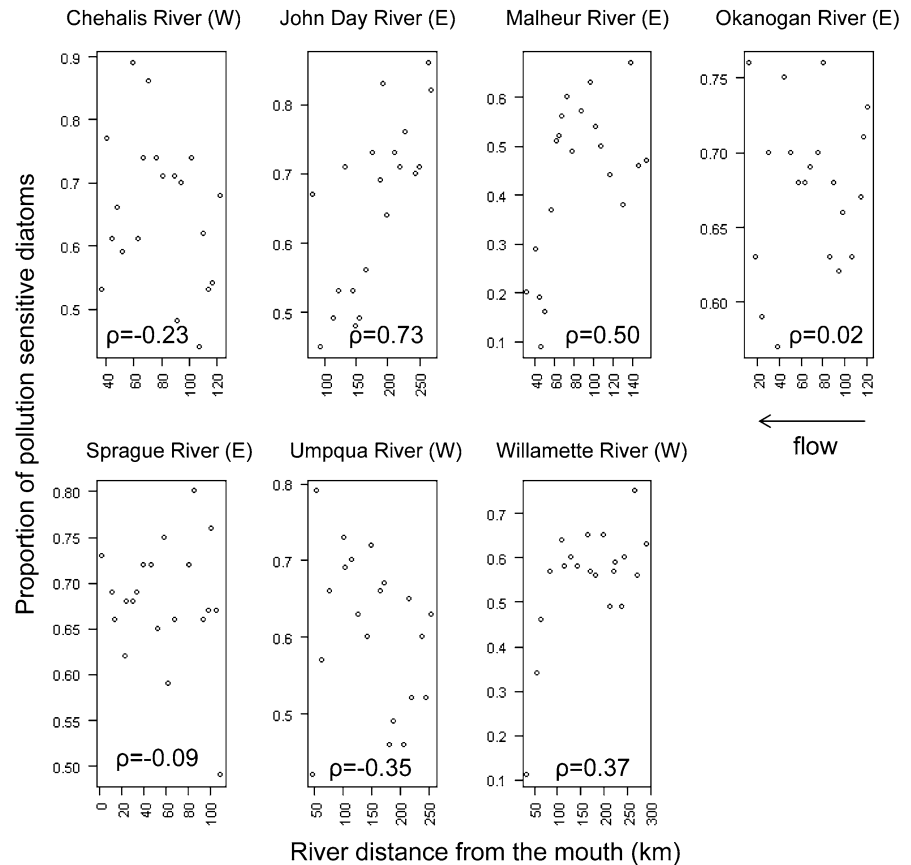 Chehalis River (W) John Day River (E) Malheur River (E) Okanogan River (E)
Proportion of pollution sensitive diatoms
0.9
0.8
0.7
0.6
0.5
ρ=-0.23
40 60 80 100 120
0.8
0.7
0.6
0.5
ρ=0.73
100 150 200 250
0.6
0.5
0.4
0.3
0.2
0.1
ρ=0.50
40 60 80 100 120 140
0.75
0.70
0.65
0.60
ρ=0.02
20 40 60 80 100 120
flow
Sprague River (E) Umpqua River (W) Willamette River (W)
0.80
0.75
0.70
0.65
0.60
0.55
0.50
ρ=-0.09
0 20 40 60 80 100
0.8
0.7
0.6
0.5
ρ=-0.35
50 100 150 200 250
0.7
0.6
0.5
0.4
0.3
0.2
0.1
ρ=0.37
50 100 150 200 250 300
River distance from the mouth (km)